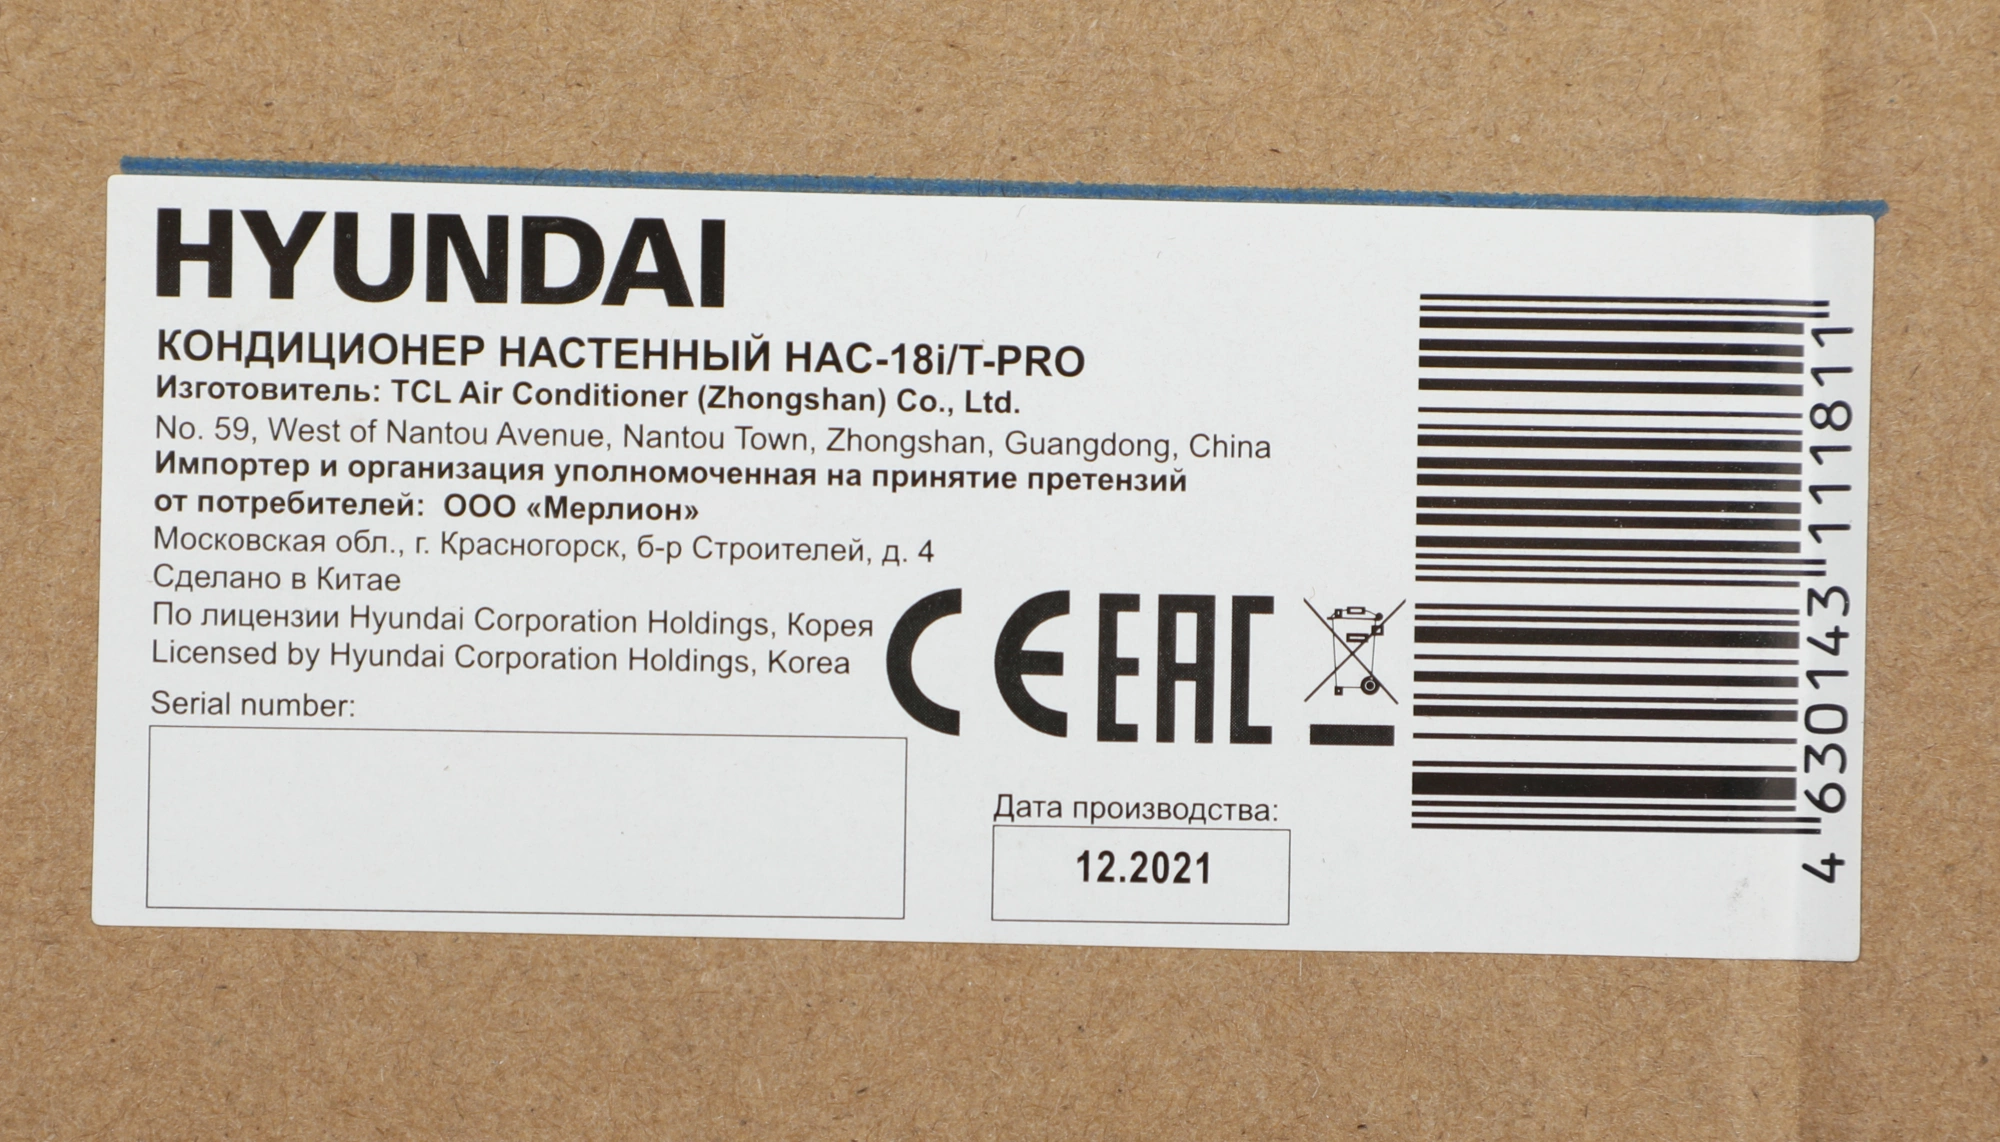 HYUNDAI
КОНДИЦИОНЕР НАСТЕННЫЙ HAC-18i/T-PRO
Изготовитель: TCL Air Conditioner (Zhongshan) Co., Ltd.
No. 59, West of Nantou Avenue, Nantou Town, Zhongshan, Guangdong, China
Импортер и организация уполномоченная на принятие претензий
от потребителей: ООО «Мерлион»
Московская обл., г. Красногорск, б-р Строителей, д. 4
Сделано в Китае
По лицензии Hyundai Corporation Holdings, Корея
Licensed by Hyundai Corporation Holdings, Korea
Serial number:
CE EAC
Дата производства:
12.2021
4 630143 111811